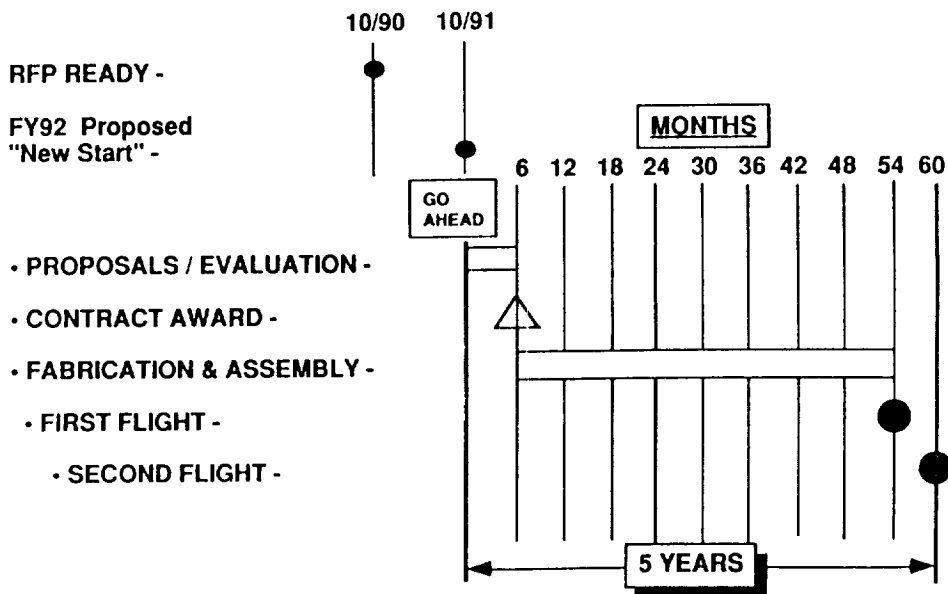 10/90 10/91
RFP READY -
FY92 Proposed
"New Start" -
MONTHS
6 12 18 24 30 36 42 48 54 60
GO
AHEAD
• PROPOSALS / EVALUATION -
• CONTRACT AWARD -
• FABRICATION & ASSEMBLY -
• FIRST FLIGHT -
• SECOND FLIGHT -
5 YEARS